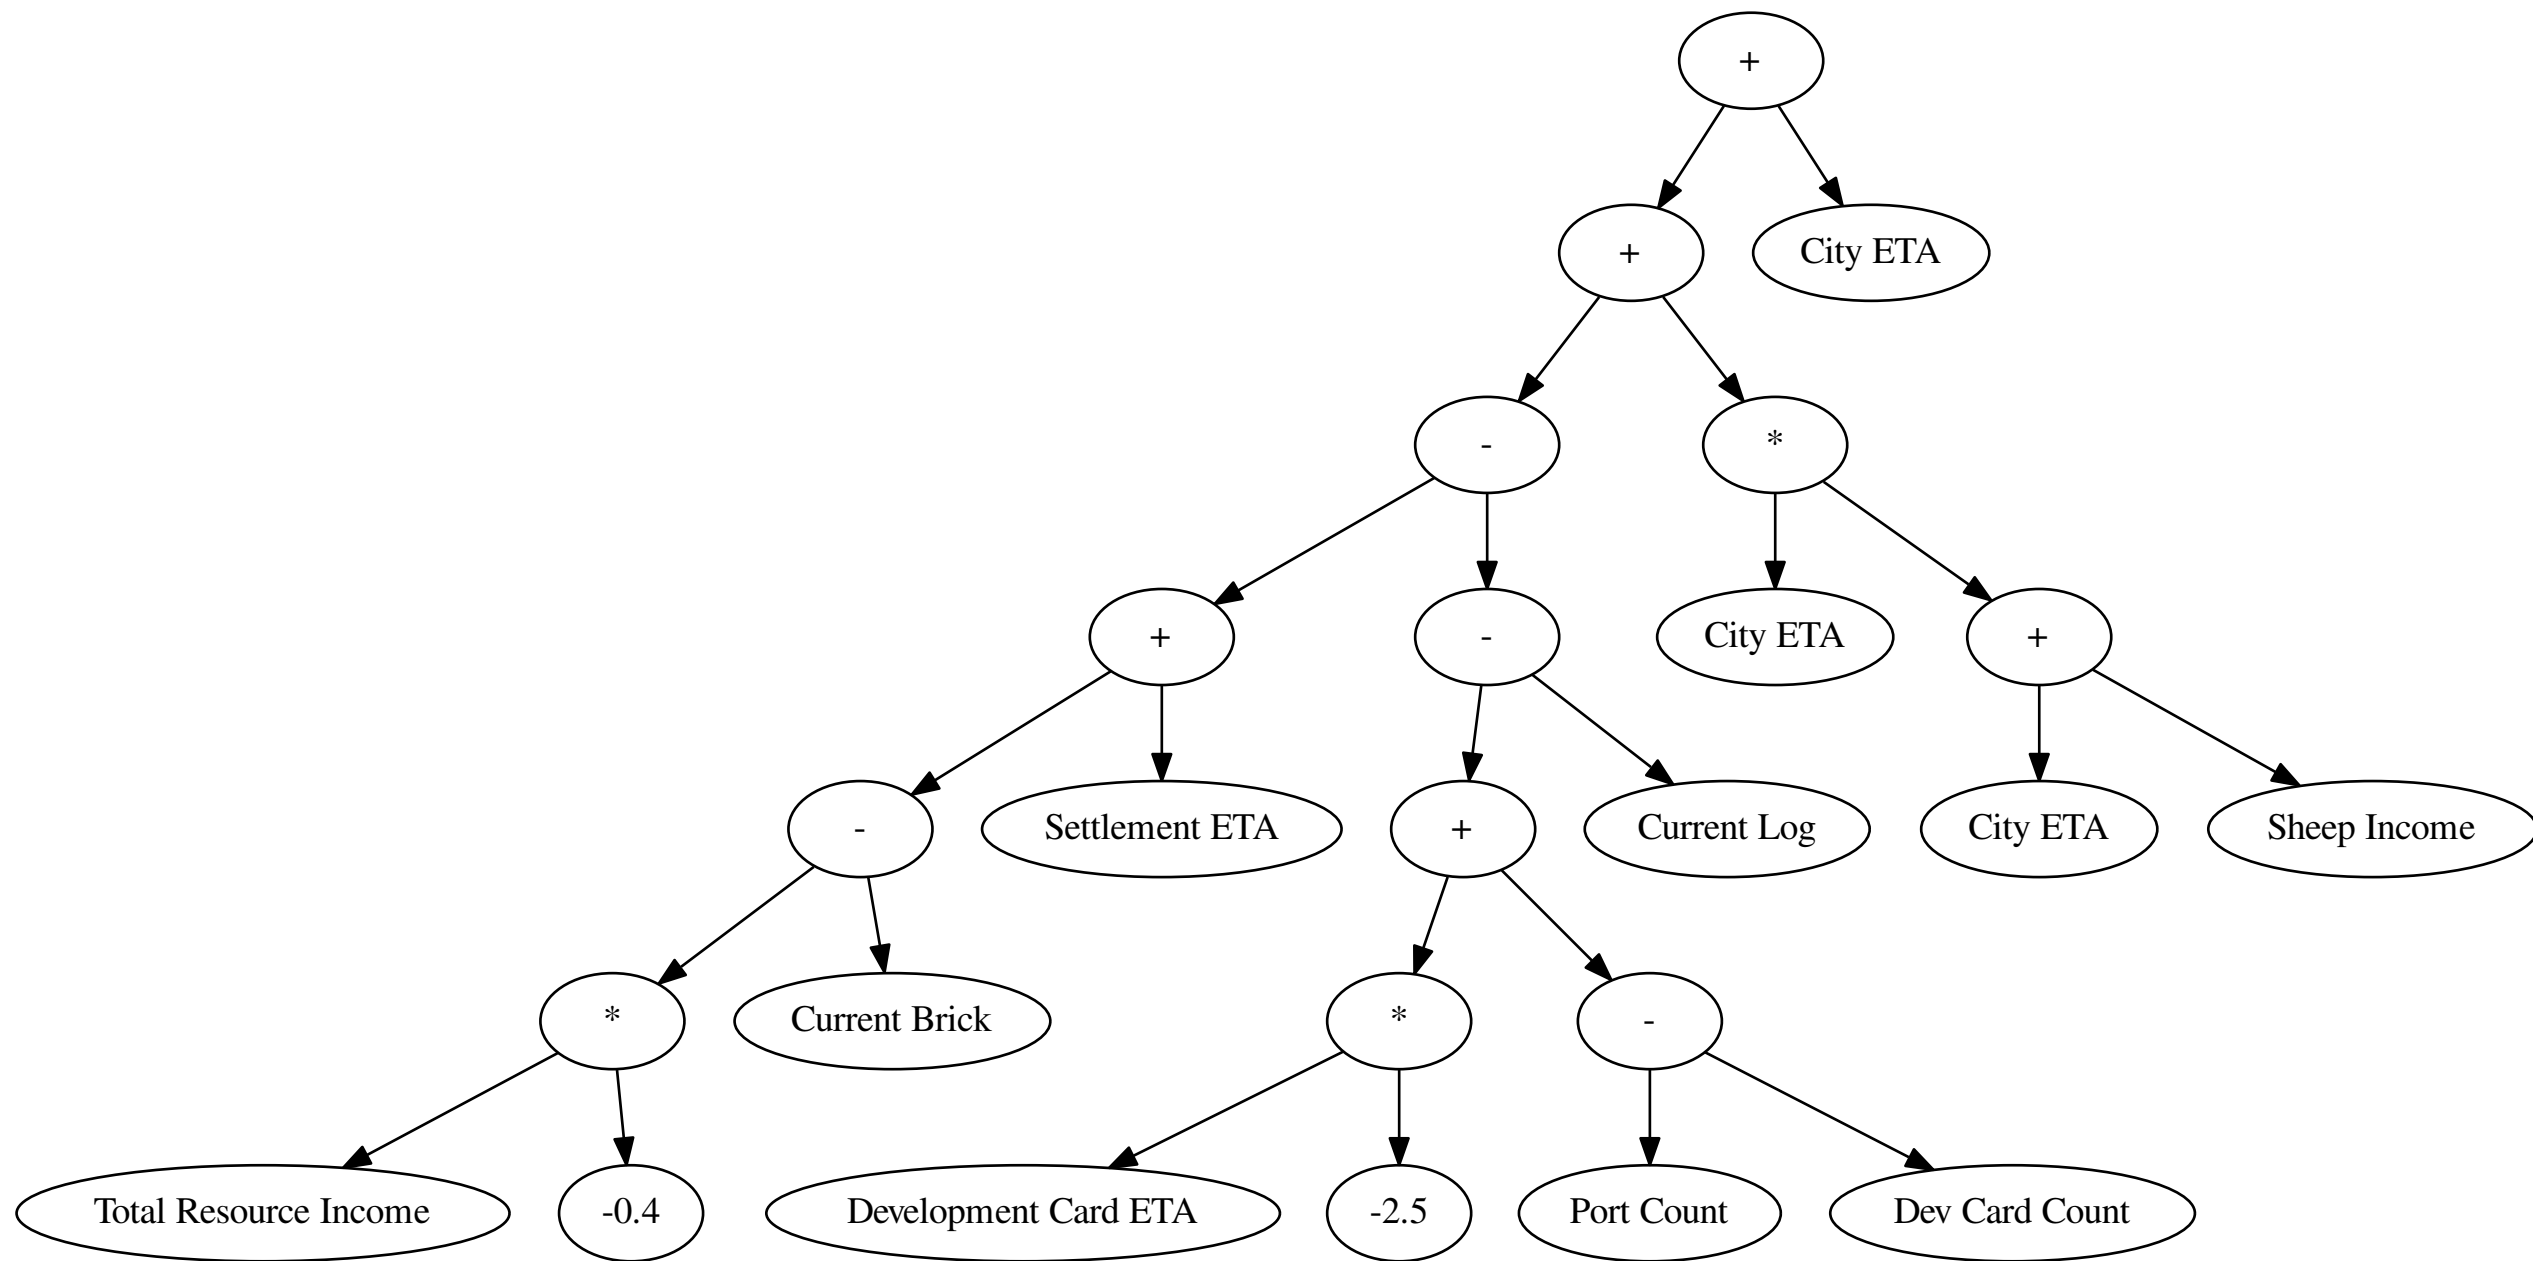 +
+
City ETA
-
*
+
-
City ETA
+
-
Settlement ETA
+
Current Log
City ETA
Sheep Income
*
Current Brick
*
-
Total Resource Income
-0.4
Development Card ETA
-2.5
Port Count
Dev Card Count